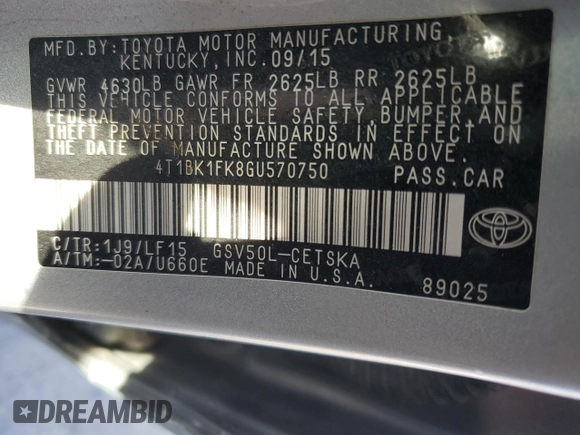 MFD.BY:TOYOTA MOTOR MANUFACTURING,
KENTUCKY, INC.09/15
GVWR 4630LB GAWR FR 2625LB RR 2625LB
THIS VEHICLE CONFORMS TO ALL APPLICABLE
FEDERAL MOTOR VEHICLE SAFETY, BUMPER, AND
THEFT PREVENTION STANDARDS IN EFFECT ON
THE DATE OF MANUFACTURE SHOWN ABOVE.
4T1BK1FK8GU570750 PASS.CAR
C/TR:1J9/LF15 GSV50L-CETSKA
A/TM:-02A/U660E MADE IN U.S.A.
TOYOTA
89025
DREAMBID